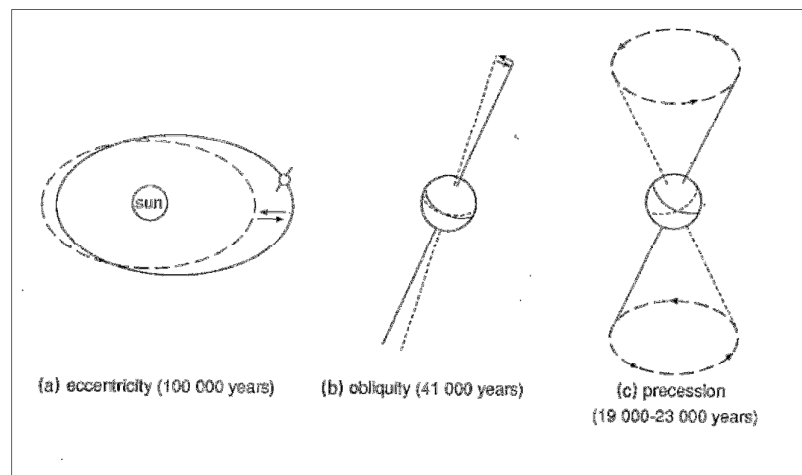 sun
(a) eccentricity (100 000 years)
(b) obliquity (41 000 years)
(c) precession
(19 000-23 000 years)